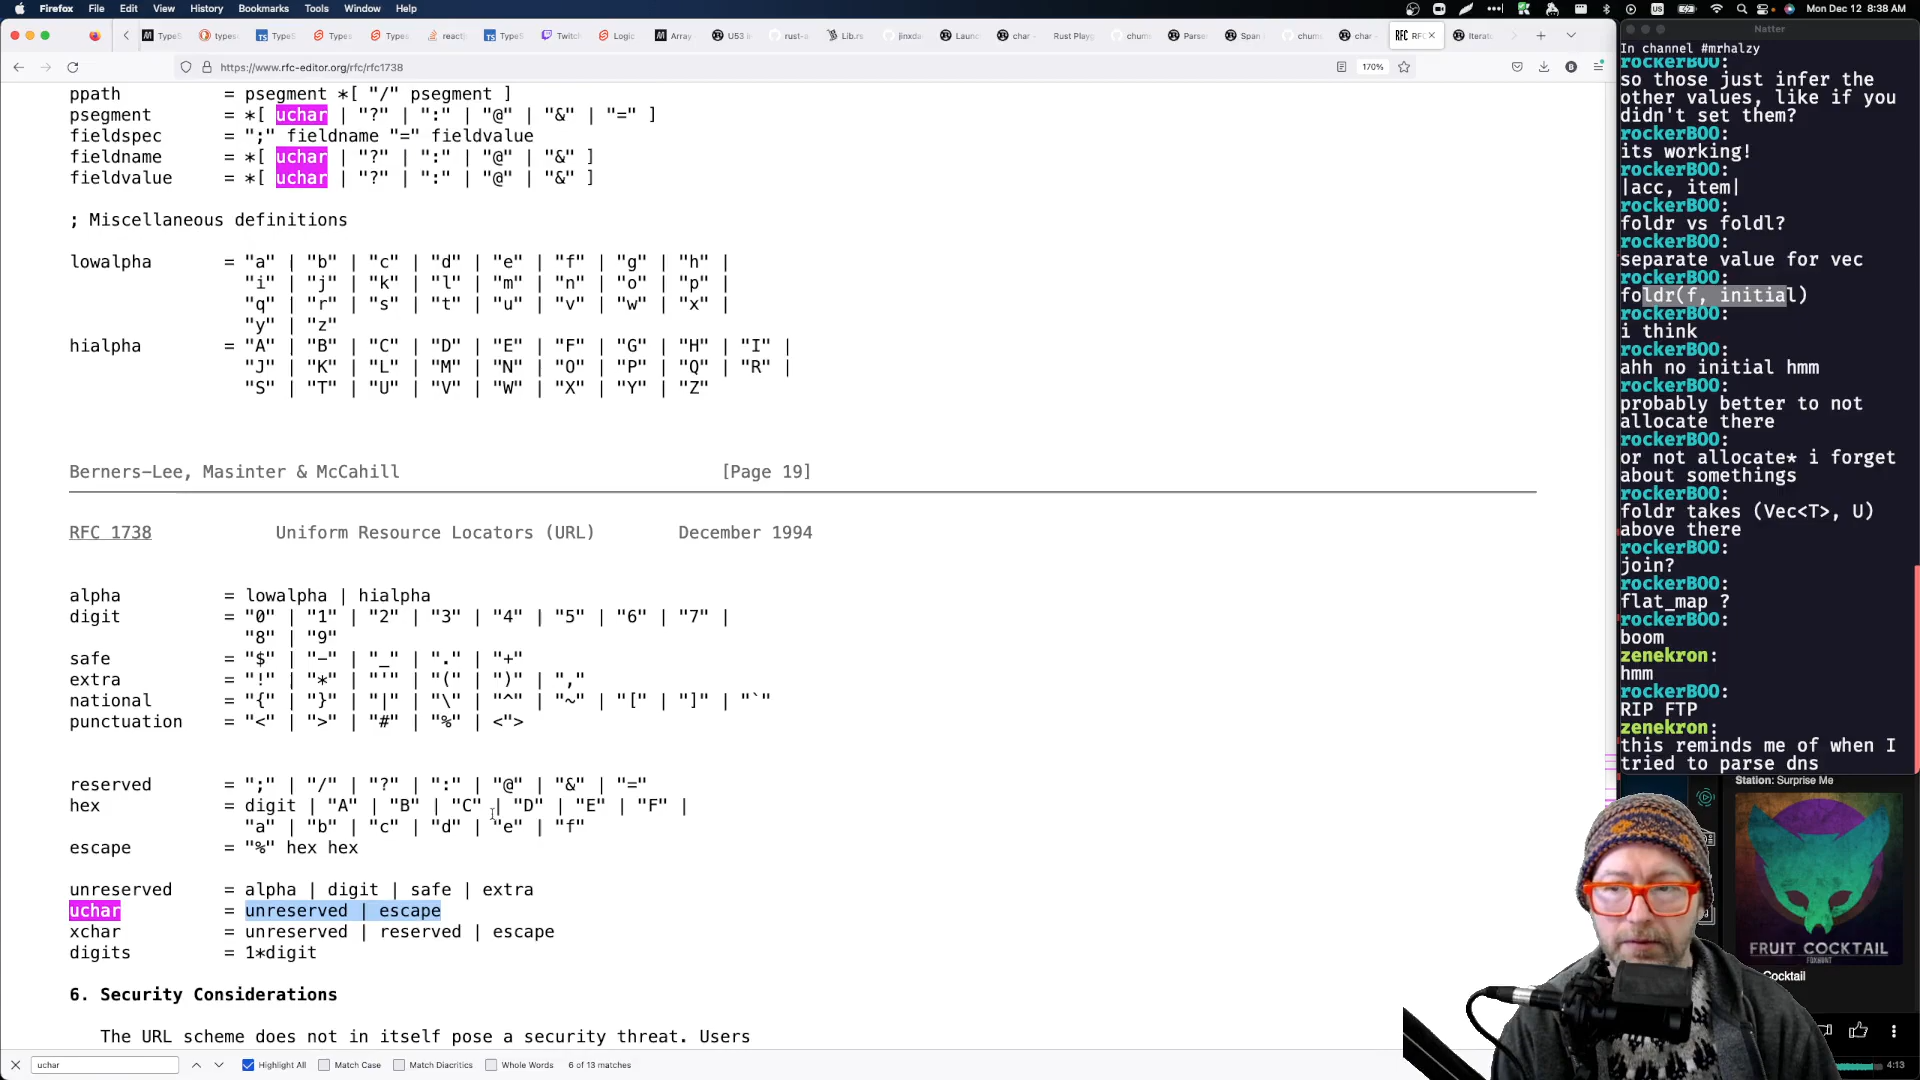 Firefox File Edit View History Bookmarks Tools Window Help
Mon Dec 12 8:38 AM
https://www.rfc-editor.org/rfc/rfc1738
170%
ppath = psegment *[ "/" psegment ]
psegment = *[ uchar | "?" | ":" | "@" | "&" | "=" ]
fieldspec = ";" fieldname "=" fieldvalue
fieldname = *[ uchar | "?" | ":" | "@" | "&" ]
fieldvalue = *[ uchar | "?" | ":" | "@" | "&" ]
; Miscellaneous definitions
lowalpha = "a" | "b" | "c" | "d" | "e" | "f" | "g" | "h" |
"i" | "j" | "k" | "l" | "m" | "n" | "o" | "p" |
"q" | "r" | "s" | "t" | "u" | "v" | "w" | "x" |
"y" | "z"
hialpha = "A" | "B" | "C" | "D" | "E" | "F" | "G" | "H" | "I" |
"J" | "K" | "L" | "M" | "N" | "O" | "P" | "Q" | "R" |
"S" | "T" | "U" | "V" | "W" | "X" | "Y" | "Z"
Berners-Lee, Masinter & McCahill [Page 19]
RFC 1738 Uniform Resource Locators (URL) December 1994
alpha = lowalpha | hialpha
digit = "0" | "1" | "2" | "3" | "4" | "5" | "6" | "7" |
"8" | "9"
safe = "$" | "-" | "_" | "." | "+"
extra = "!" | "*" | "'" | "(" | ")" | ","
national = "{" | "}" | "|" | "\" | "^" | "~" | "[" | "]" | "`"
punctuation = "<" | ">" | "#" | "%" | <">
reserved = ";" | "/" | "?" | ":" | "@" | "&" | "="
hex = digit | "A" | "B" | "C" | "D" | "E" | "F" |
"a" | "b" | "c" | "d" | "e" | "f"
escape = "%" hex hex
unreserved = alpha | digit | safe | extra
uchar = unreserved | escape
xchar = unreserved | reserved | escape
digits = 1*digit
6. Security Considerations
The URL scheme does not in itself pose a security threat. Users
uchar
Highlight All Match Case Match Diacritics Whole Words 6 of 13 matches
Natter
In channel #mrhalzy
rockerBOO:
so those just infer the
other values, like if you
didn't set them?
rockerBOO:
its working!
rockerBOO:
|acc, item|
rockerBOO:
foldr vs foldl?
rockerBOO:
separate value for vec
rockerBOO:
foldr(f, initial)
rockerBOO:
i think
rockerBOO:
ahh no initial hmm
rockerBOO:
probably better to not
allocate there
rockerBOO:
or not allocate* i forget
about somethings
rockerBOO:
foldr takes (Vec<T>, U)
above there
rockerBOO:
join?
rockerBOO:
flat_map ?
rockerBOO:
boom
zenekron:
hmm
rockerBOO:
RIP FTP
zenekron:
this reminds me of when I
tried to parse dns
Station: Surprise Me
FRUIT COCKTAIL
Cocktail
4:13